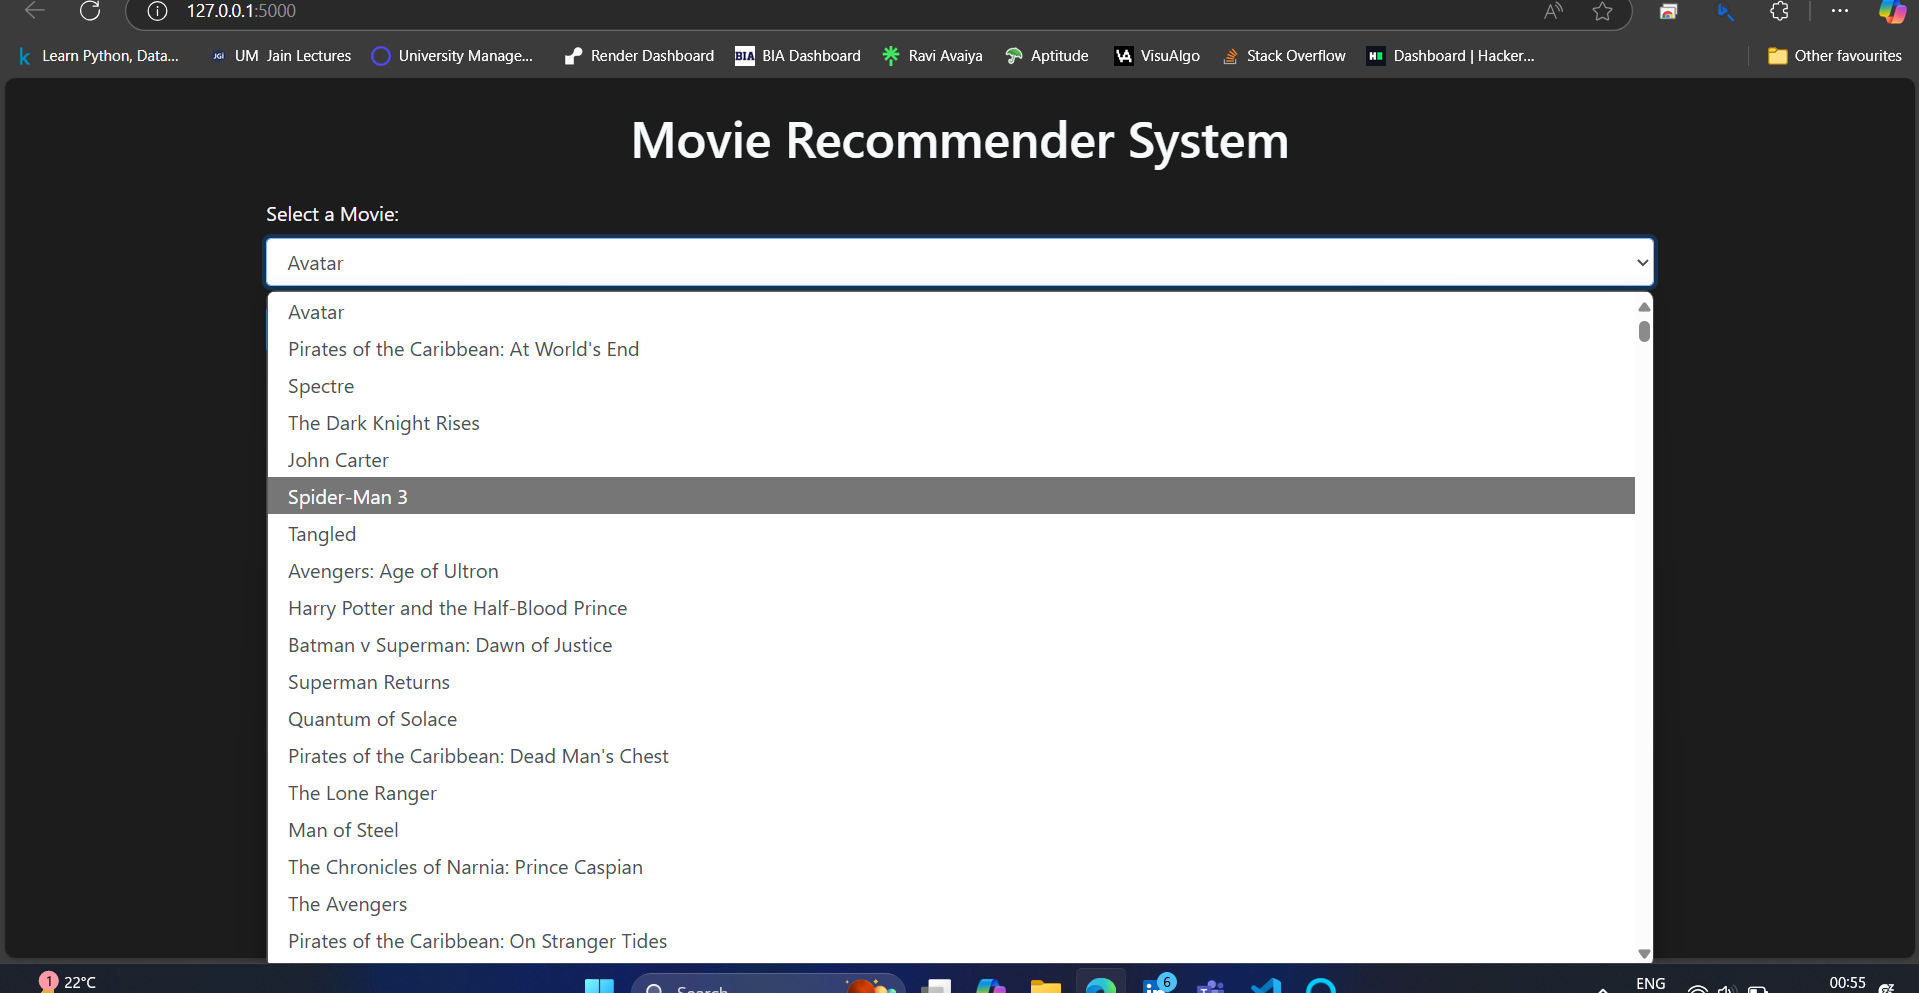 127.0.0.1:5000
Learn Python, Data... JGI UM Jain Lectures University Manage... Render Dashboard BIA BIA Dashboard Ravi Avaiya Aptitude VA VisuAlgo Stack Overflow H Dashboard | Hacker... Other favourites
Movie Recommender System
Select a Movie:
Avatar
Avatar
Pirates of the Caribbean: At World's End
Spectre
The Dark Knight Rises
John Carter
Spider-Man 3
Tangled
Avengers: Age of Ultron
Harry Potter and the Half-Blood Prince
Batman v Superman: Dawn of Justice
Superman Returns
Quantum of Solace
Pirates of the Caribbean: Dead Man's Chest
The Lone Ranger
Man of Steel
The Chronicles of Narnia: Prince Caspian
The Avengers
Pirates of the Caribbean: On Stranger Tides
1 22°C Search 6 ENG 00:55